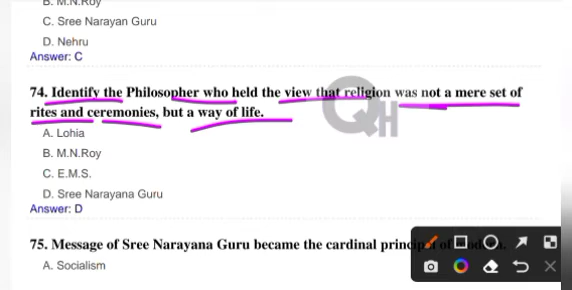 B. M.N.Roy
C. Sree Narayan Guru
D. Nehru
Answer: C
74. Identify the Philosopher who held the view that religion was not a mere set of
rites and ceremonies, but a way of life.
QH
A. Lohia
B. M.N.Roy
C. E.M.S.
D. Sree Narayana Guru
Answer: D
75. Message of Sree Narayana Guru became the cardinal
A. Socialism